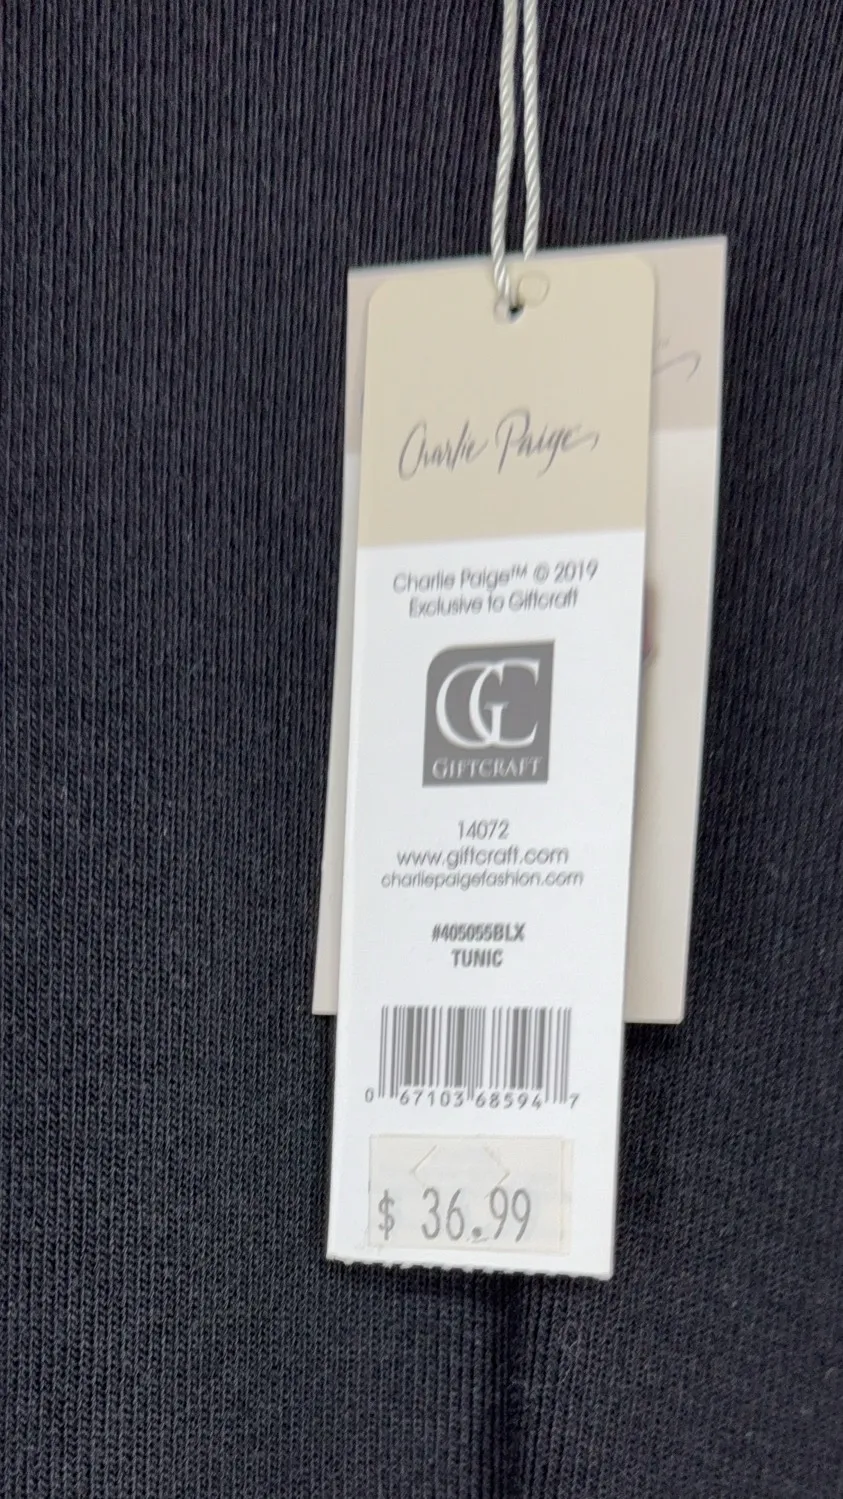 Charlie Paige
Charlie Paige™ © 2019
Exclusive to Giftcraft
GC
GIFTCRAFT
14072
www.giftcraft.com
charliepaigefashion.com
#405055BLX
TUNIC
0 67103 68594 7
$ 36.99